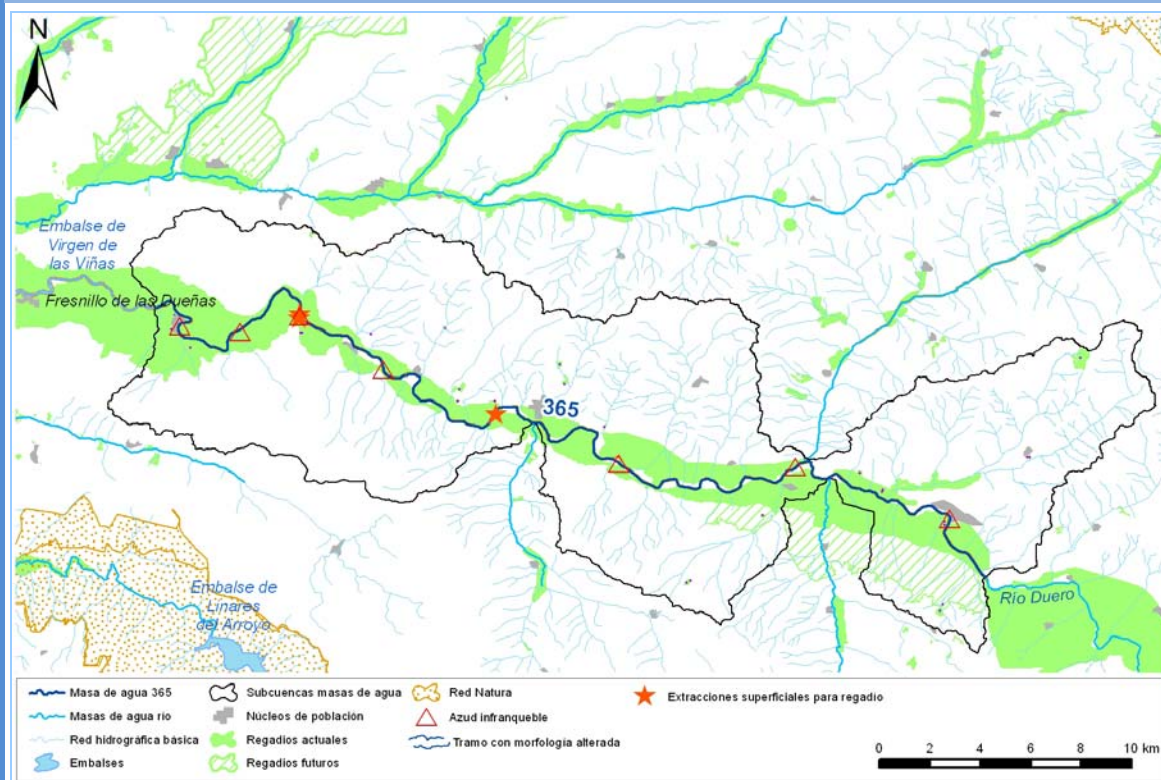 N
Embalse de
Virgen de
las Viñas
Fresnillo de las Dueñas
365
Río Duero
Embalse de
Linares
del Arroyo
Masa de agua 365
Masas de agua río
Red hidrográfica básica
Embalses
Subcuencas masas de agua
Núcleos de población
Regadíos actuales
Regadíos futuros
Red Natura
Azud infranqueble
Tramo con morfología alterada
Extracciones superficiales para regadío
0 2 4 6 8 10 km